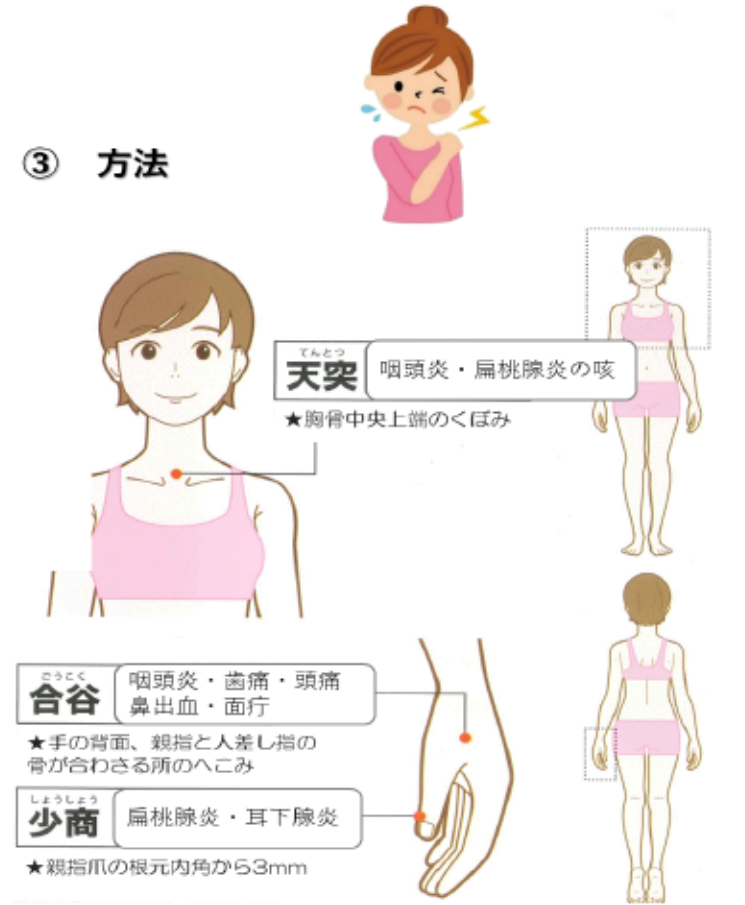 ③ 方法
てんとつ
天突
咽頭炎・扁桃腺炎の咳
★胸骨中央上端のくぼみ
ごうこく
合谷
咽頭炎・歯痛・頭痛
鼻出血・面疔
★手の背面、親指と人差し指の
骨が合わさる所のへこみ
しょうしょう
少商
扁桃腺炎・耳下腺炎
★親指爪の根元内角から3mm